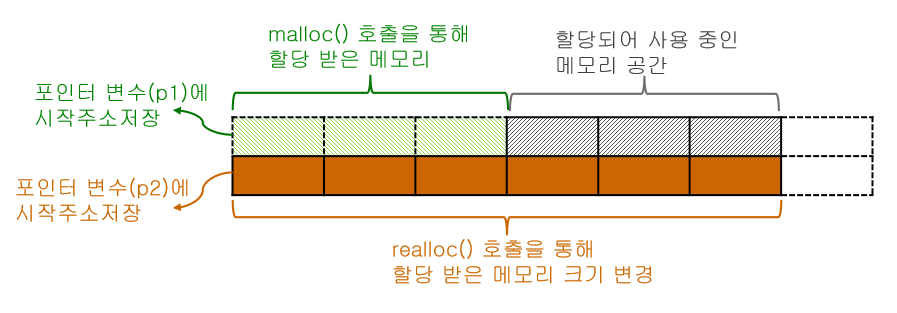 malloc() 호출을 통해
할당 받은 메모리
할당되어 사용 중인
메모리 공간
포인터 변수(p1)에
시작주소저장
포인터 변수(p2)에
시작주소저장
realloc() 호출을 통해
할당 받은 메모리 크기 변경